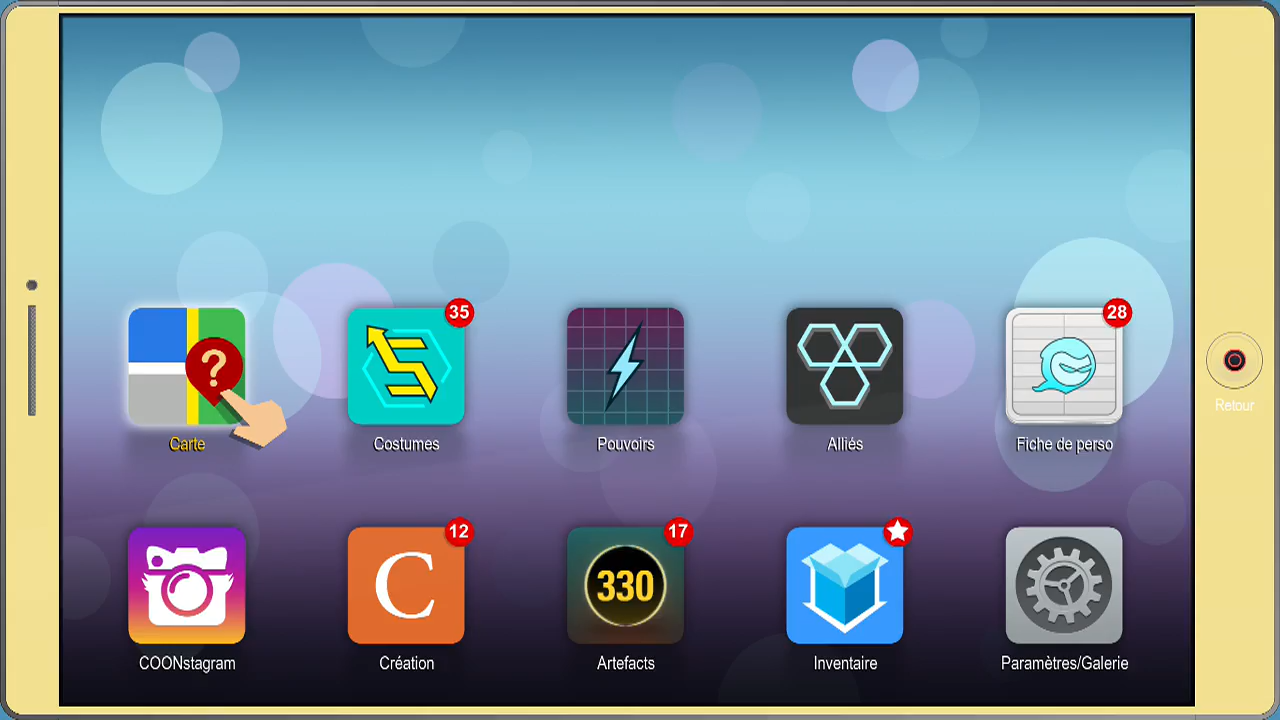 35
28
?
Retour
Carte
Costumes
Pouvoirs
Alliés
Fiche de perso
12
17
C
330
COONstagram
Création
Artefacts
Inventaire
Paramètres/Galerie